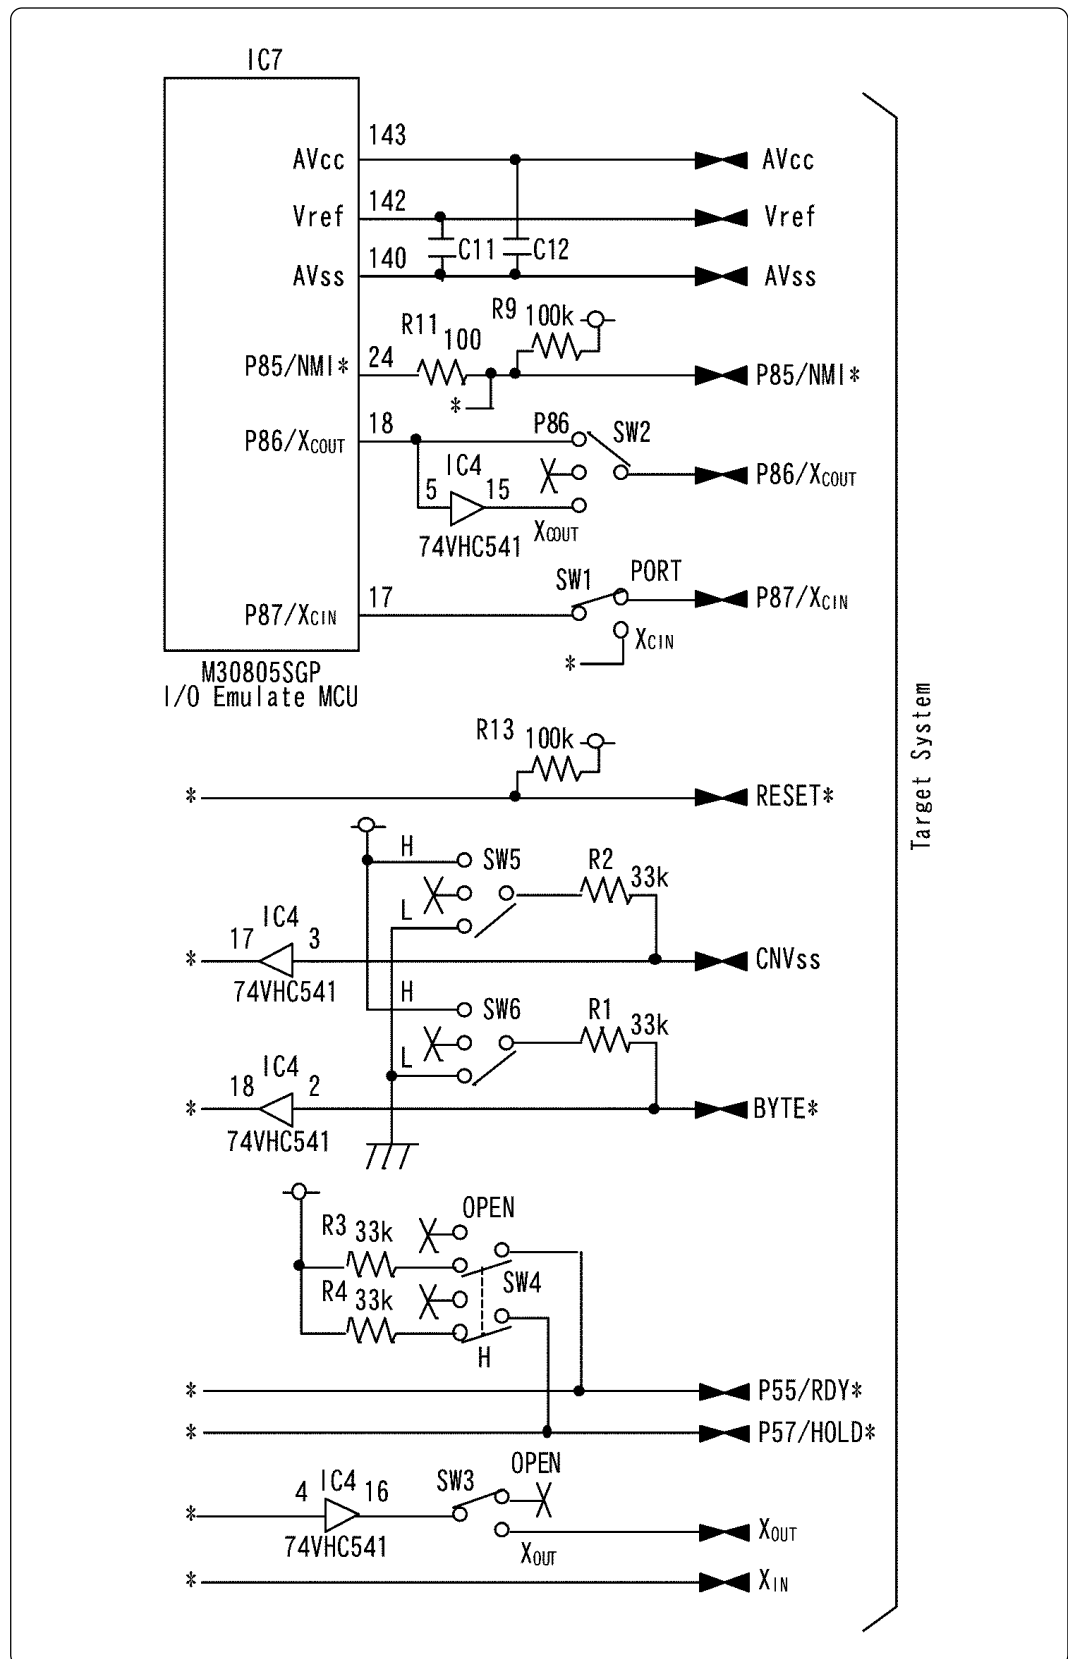 IC7
143
AVcc AVcc
142
Vref Vref
C11 C12
140
AVss AVss
R9 100k
R11 100
24
P85/NMI* P85/NMI*
*
18 P86 SW2
P86/XCOUT P86/XCOUT
IC4
5 15
XCOUT
74VHC541
SW1 PORT
17 P87/XCIN
P87/XCIN
XCIN
*
M30805SGP
I/O Emulate MCU
Target System
R13 100k
* RESET*
H SW5 R2 33k
L
IC4
17 3
* CNVss
74VHC541
H SW6 R1 33k
L
IC4
18 2
* BYTE*
74VHC541
OPEN
R3 33k
SW4
R4 33k
H
* P55/RDY*
* P57/HOLD*
OPEN
4 IC4 16 SW3
*
74VHC541 XOUT XOUT
* XIN